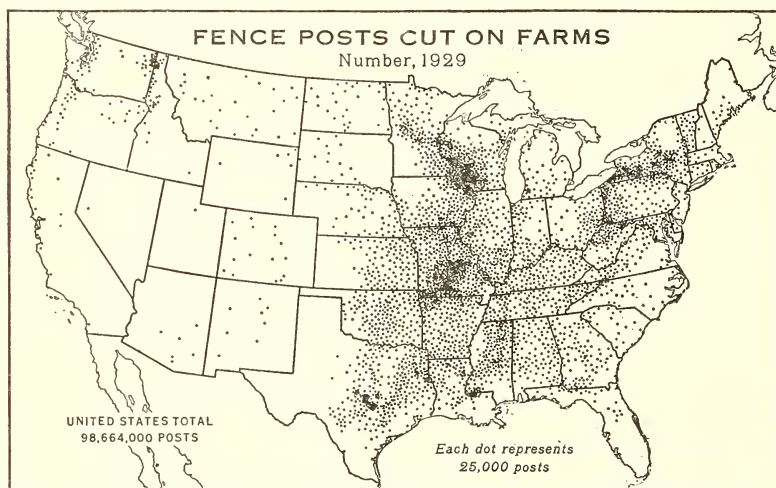 FENCE POSTS CUT ON FARMS
Number, 1929
UNITED STATES TOTAL
98,664,000 POSTS
Each dot represents
25,000 posts